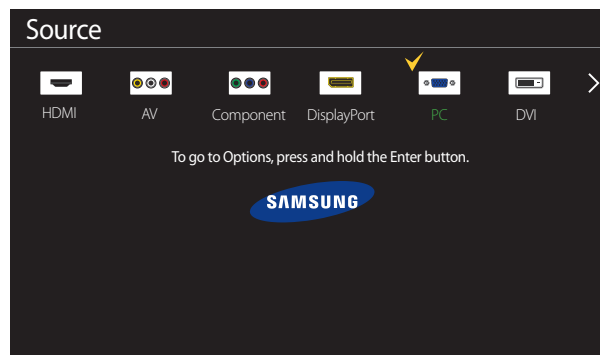 Source
HDMI AV Component DisplayPort PC DVI
To go to Options, press and hold the Enter button.
SAMSUNG